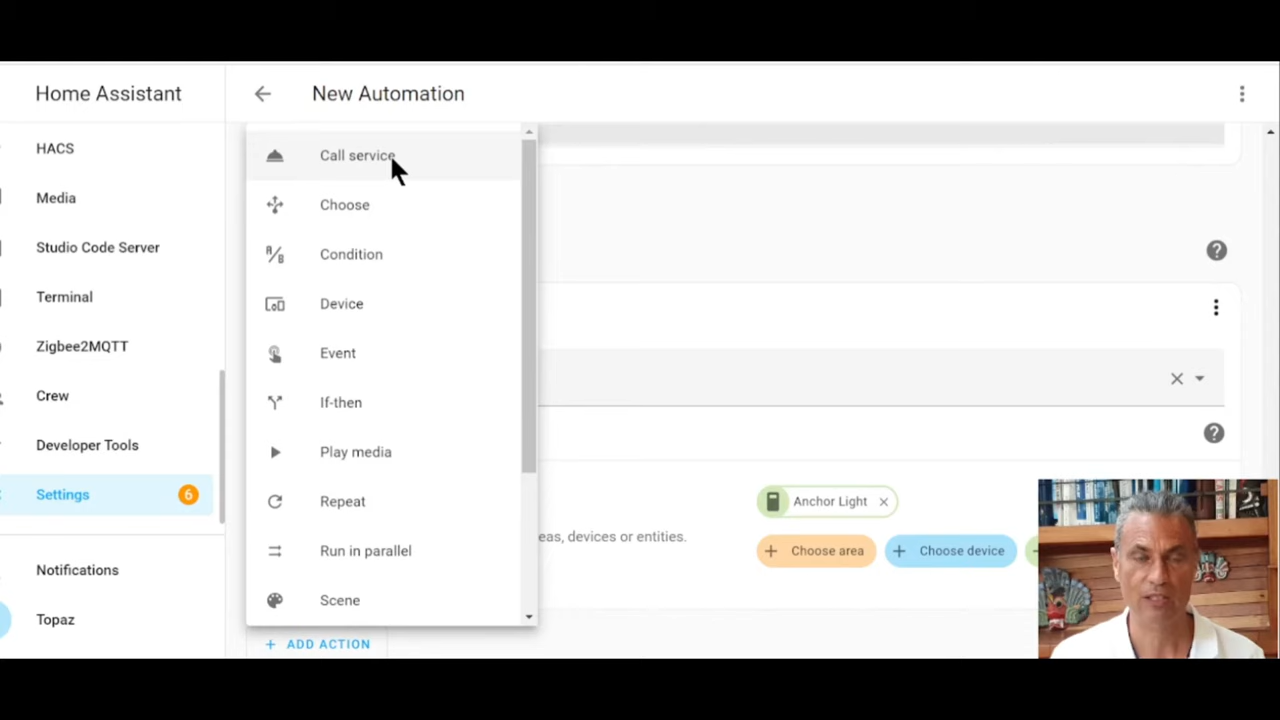 Home Assistant
New Automation
HACS
Media
Studio Code Server
Terminal
Zigbee2MQTT
Crew
Developer Tools
Settings
6
Notifications
Topaz
Call service
Choose
Condition
Device
Event
If-then
Play media
Repeat
Run in parallel
Scene
+ ADD ACTION
eas, devices or entities.
Anchor Light
+ Choose area
+ Choose device